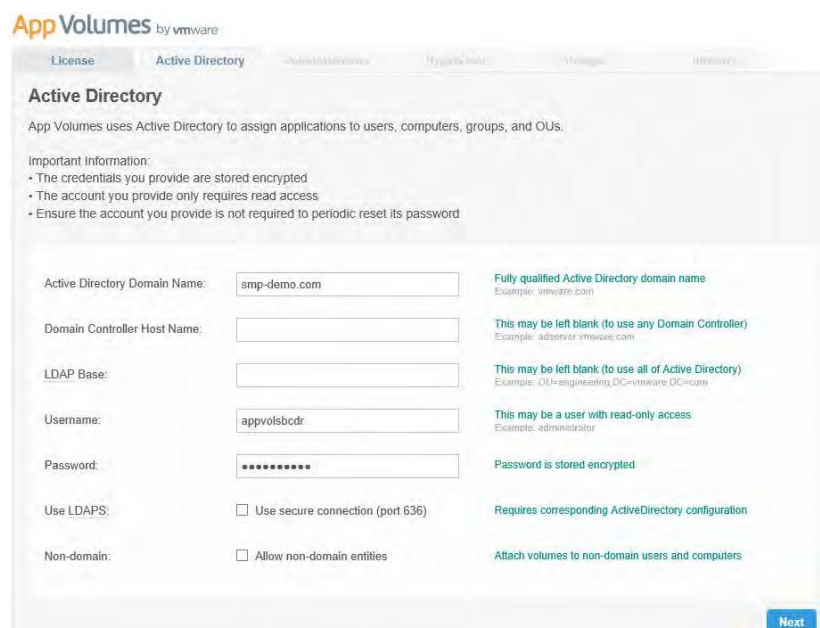 App Volumes by vmware
License Active Directory
Active Directory
App Volumes uses Active Directory to assign applications to users, computers, groups, and OUs.
Important Information:
• The credentials you provide are stored encrypted
• The account you provide only requires read access
• Ensure the account you provide is not required to periodic reset its password
Active Directory Domain Name: smp-demo.com Fully qualified Active Directory domain name
Example: vmware.com
Domain Controller Host Name: This may be left blank (to use any Domain Controller)
Example: adserver.vmware.com
LDAP Base: This may be left blank (to use all of Active Directory)
Example: OU=engineering,DC=vmware,DC=com
Username: appvolsbcdr This may be a user with read-only access
Example: administrator
Password: •••••••••• Password is stored encrypted
Use LDAPS: Use secure connection (port 636) Requires corresponding ActiveDirectory configuration
Non-domain: Allow non-domain entities Attach volumes to non-domain users and computers
Next